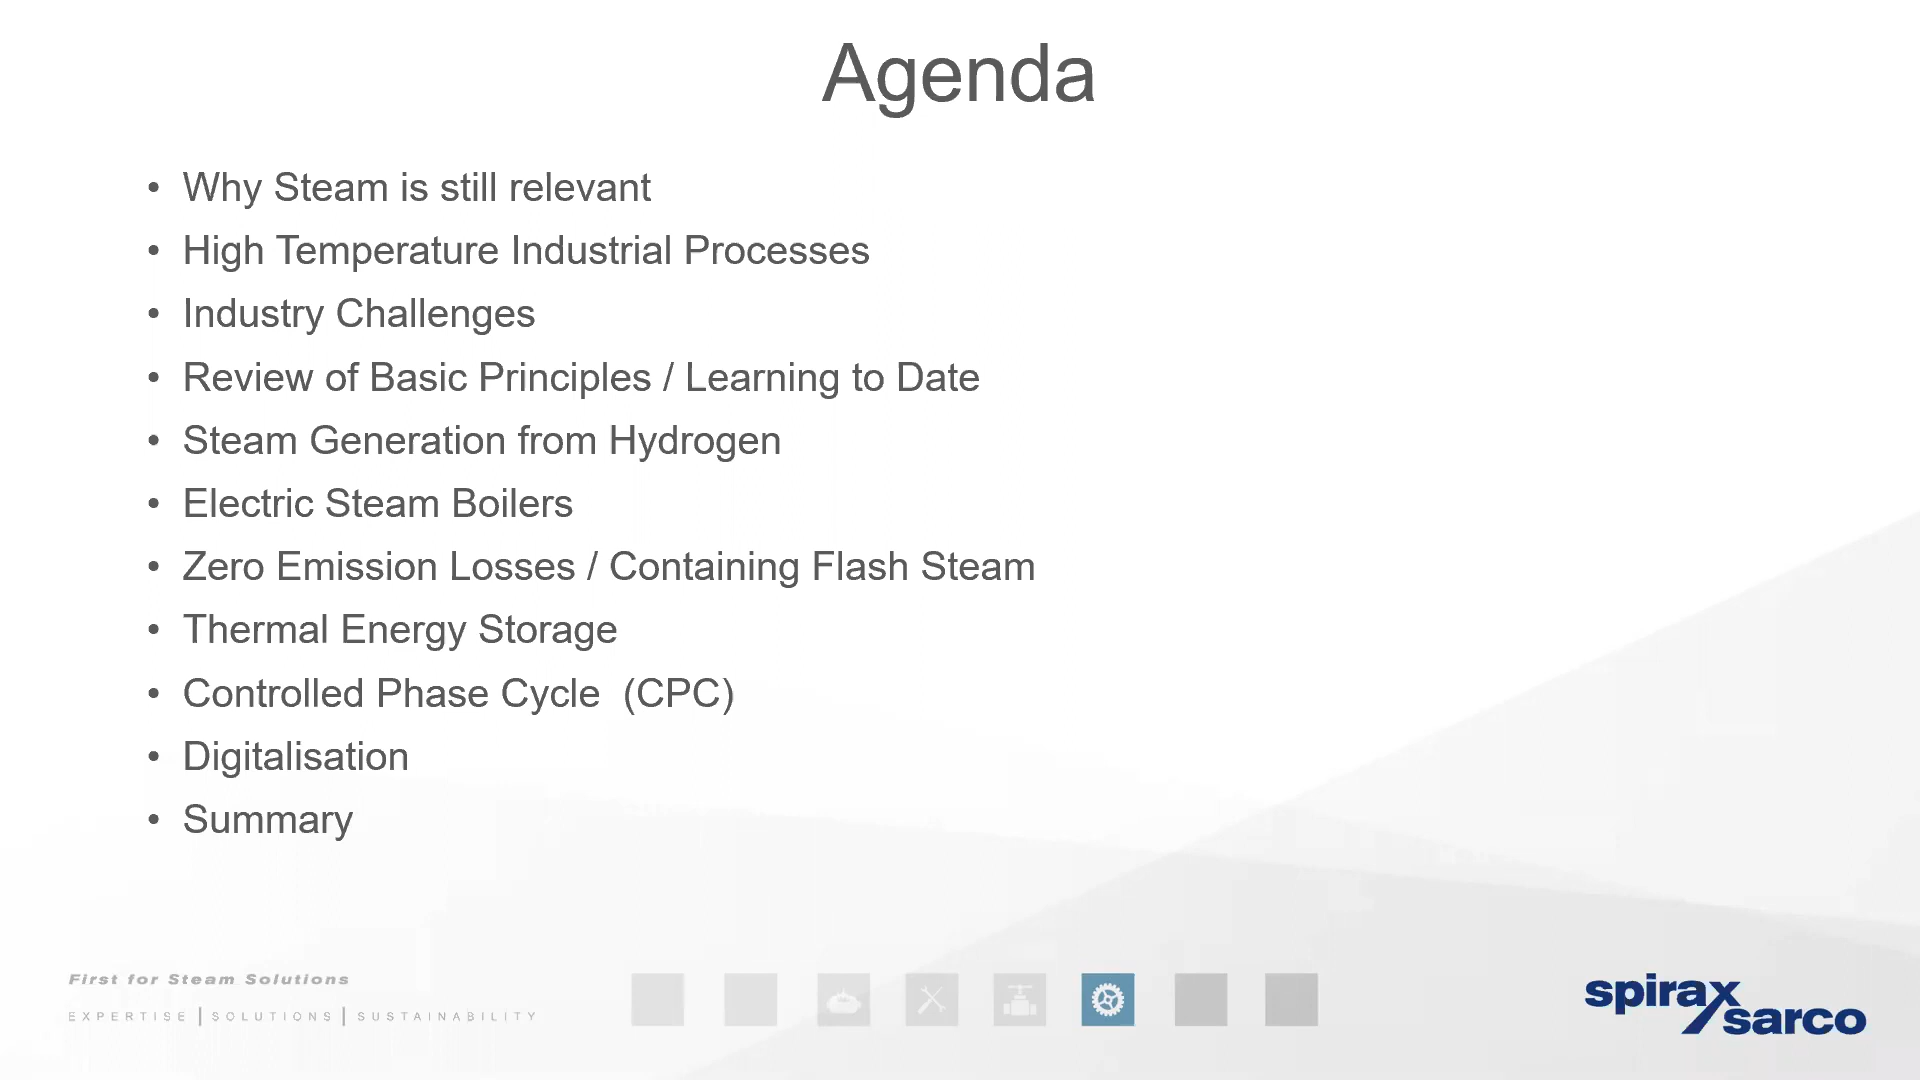 Agenda
• Why Steam is still relevant
• High Temperature Industrial Processes
• Industry Challenges
• Review of Basic Principles / Learning to Date
• Steam Generation from Hydrogen
• Electric Steam Boilers
• Zero Emission Losses / Containing Flash Steam
• Thermal Energy Storage
• Controlled Phase Cycle  (CPC)
• Digitalisation
• Summary
First for Steam Solutions
EXPERTISE | SOLUTIONS | SUSTAINABILITY
spirax
sarco